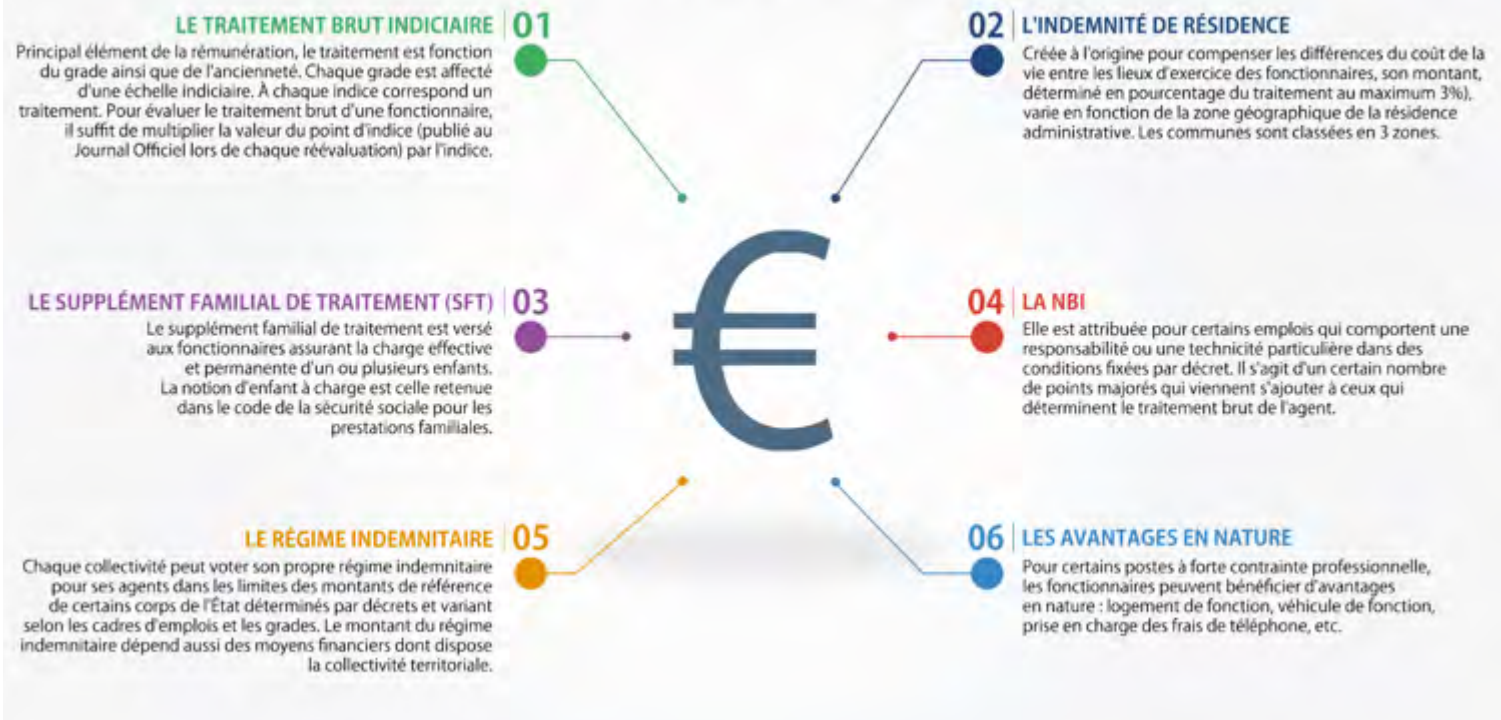 LE TRAITEMENT BRUT INDICIAIRE 01
Principal élément de la rémunération, le traitement est fonction
du grade ainsi que de l'ancienneté. Chaque grade est affecté
d'une échelle indiciaire. À chaque indice correspond un
traitement. Pour évaluer le traitement brut d'une fonctionnaire,
il suffit de multiplier la valeur du point d'indice (publié au
Journal Officiel lors de chaque réévaluation) par l'indice.
02 L'INDEMNITÉ DE RÉSIDENCE
Créée à l'origine pour compenser les différences du coût de la
vie entre les lieux d'exercice des fonctionnaires, son montant,
déterminé en pourcentage du traitement au maximum 3%),
varie en fonction de la zone géographique de la résidence
administrative. Les communes sont classées en 3 zones.
LE SUPPLÉMENT FAMILIAL DE TRAITEMENT (SFT) 03
Le supplément familial de traitement est versé
aux fonctionnaires assurant la charge effective
et permanente d'un ou plusieurs enfants.
La notion d'enfant à charge est celle retenue
dans le code de la sécurité sociale pour les
prestations familiales.
€
04 LA NBI
Elle est attribuée pour certains emplois qui comportent une
responsabilité ou une technicité particulière dans des
conditions fixées par décret. Il s'agit d'un certain nombre
de points majorés qui viennent s'ajouter à ceux qui
déterminent le traitement brut de l'agent.
LE RÉGIME INDEMNITAIRE 05
Chaque collectivité peut voter son propre régime indemnitaire
pour ses agents dans les limites des montants de référence
de certains corps de l'État déterminés par décrets et variant
selon les cadres d'emplois et les grades. Le montant du régime
indemnitaire dépend aussi des moyens financiers dont dispose
la collectivité territoriale.
06 LES AVANTAGES EN NATURE
Pour certains postes à forte contrainte professionnelle,
les fonctionnaires peuvent bénéficier d'avantages
en nature : logement de fonction, véhicule de fonction,
prise en charge des frais de téléphone, etc.